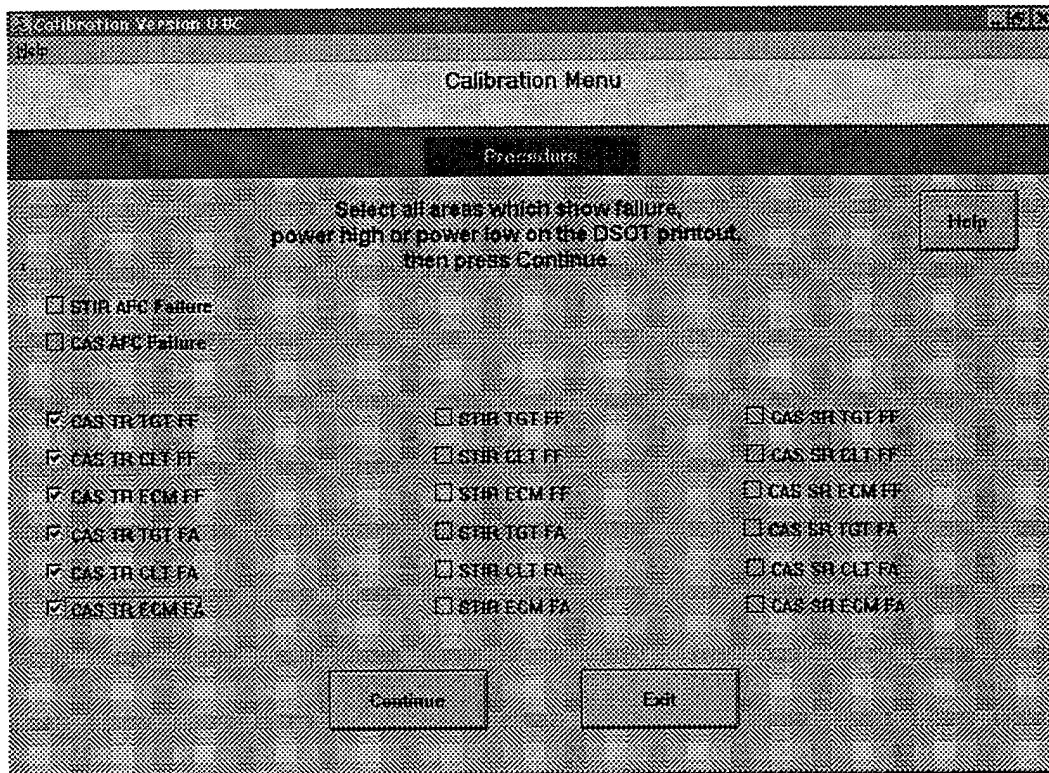 Calibration Version 0.8C
Help
Calibration Menu
Procedure
Select all areas which show failure,
power high or power low on the DSOT printout,
then press Continue.
Help
STIR AFC Failure
CAS AFC Failure
CAS TR TGT FF
STIR TGT FF
CAS SR TGT FF
CAS TR CLT FF
STIR CLT FF
CAS SR CLT FF
CAS TR ECM FF
STIR ECM FF
CAS SR ECM FF
CAS TR TGT FA
STIR TGT FA
CAS SR TGT FA
CAS TR CLT FA
STIR CLT FA
CAS SR CLT FA
CAS TR ECM FA
STIR ECM FA
CAS SR ECM FA
Continue
Exit